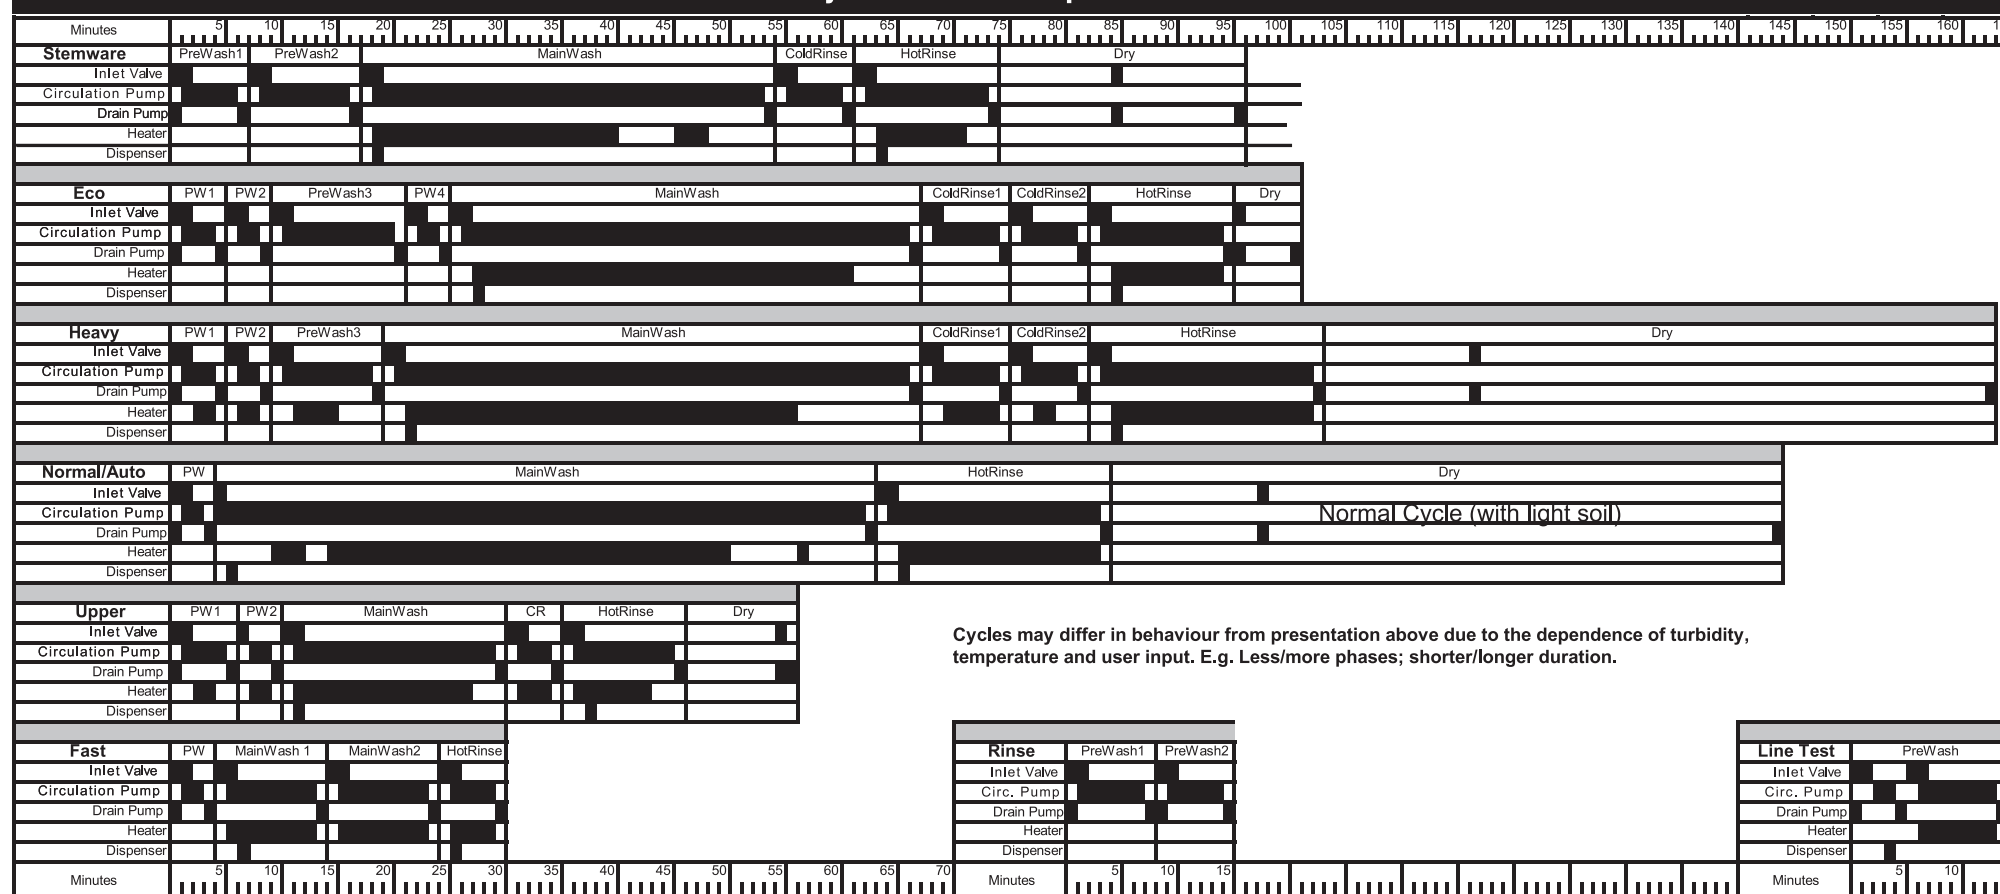 Minutes 5 10 15 20 25 30 35 40 45 50 55 60 65 70 75 80 85 90 95 100 105 110 115 120 125 130 135 140 145 150 155 160
Stemware PreWash1 PreWash2 MainWash ColdRinse HotRinse Dry
Inlet Valve
Circulation Pump
Drain Pump
Heater
Dispenser
Eco PW1 PW2 PreWash3 PW4 MainWash ColdRinse1 ColdRinse2 HotRinse Dry
Inlet Valve
Circulation Pump
Drain Pump
Heater
Dispenser
Heavy PW1 PW2 PreWash3 MainWash ColdRinse1 ColdRinse2 HotRinse Dry
Inlet Valve
Circulation Pump
Drain Pump
Heater
Dispenser
Normal/Auto PW MainWash HotRinse Dry
Inlet Valve
Circulation Pump Normal Cycle (with light soil)
Drain Pump
Heater
Dispenser
Upper PW1 PW2 MainWash CR HotRinse Dry
Inlet Valve
Circulation Pump
Drain Pump
Heater
Dispenser
Cycles may differ in behaviour from presentation above due to the dependence of turbidity,
temperature and user input. E.g. Less/more phases; shorter/longer duration.
Fast PW MainWash 1 MainWash2 HotRinse
Inlet Valve
Circulation Pump
Drain Pump
Heater
Dispenser
Minutes 5 10 15 20 25 30 35 40 45 50 55 60 65 70
Rinse PreWash1 PreWash2
Inlet Valve
Circ. Pump
Drain Pump
Heater
Dispenser
Minutes 5 10 15
Line Test PreWash
Inlet Valve
Circ. Pump
Drain Pump
Heater
Dispenser
Minutes 5 10